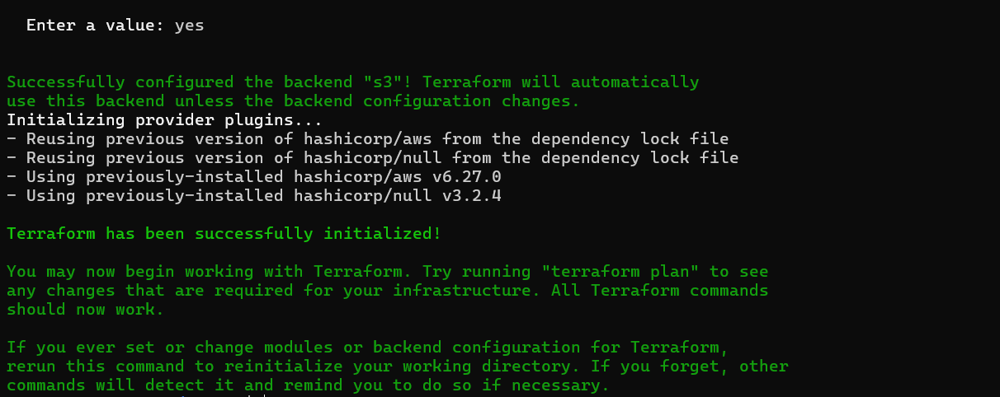 Enter a value: yes
Successfully configured the backend "s3"! Terraform will automatically
use this backend unless the backend configuration changes.
Initializing provider plugins...
- Reusing previous version of hashicorp/aws from the dependency lock file
- Reusing previous version of hashicorp/null from the dependency lock file
- Using previously-installed hashicorp/aws v6.27.0
- Using previously-installed hashicorp/null v3.2.4
Terraform has been successfully initialized!
You may now begin working with Terraform. Try running "terraform plan" to see
any changes that are required for your infrastructure. All Terraform commands
should now work.
If you ever set or change modules or backend configuration for Terraform,
rerun this command to reinitialize your working directory. If you forget, other
commands will detect it and remind you to do so if necessary.